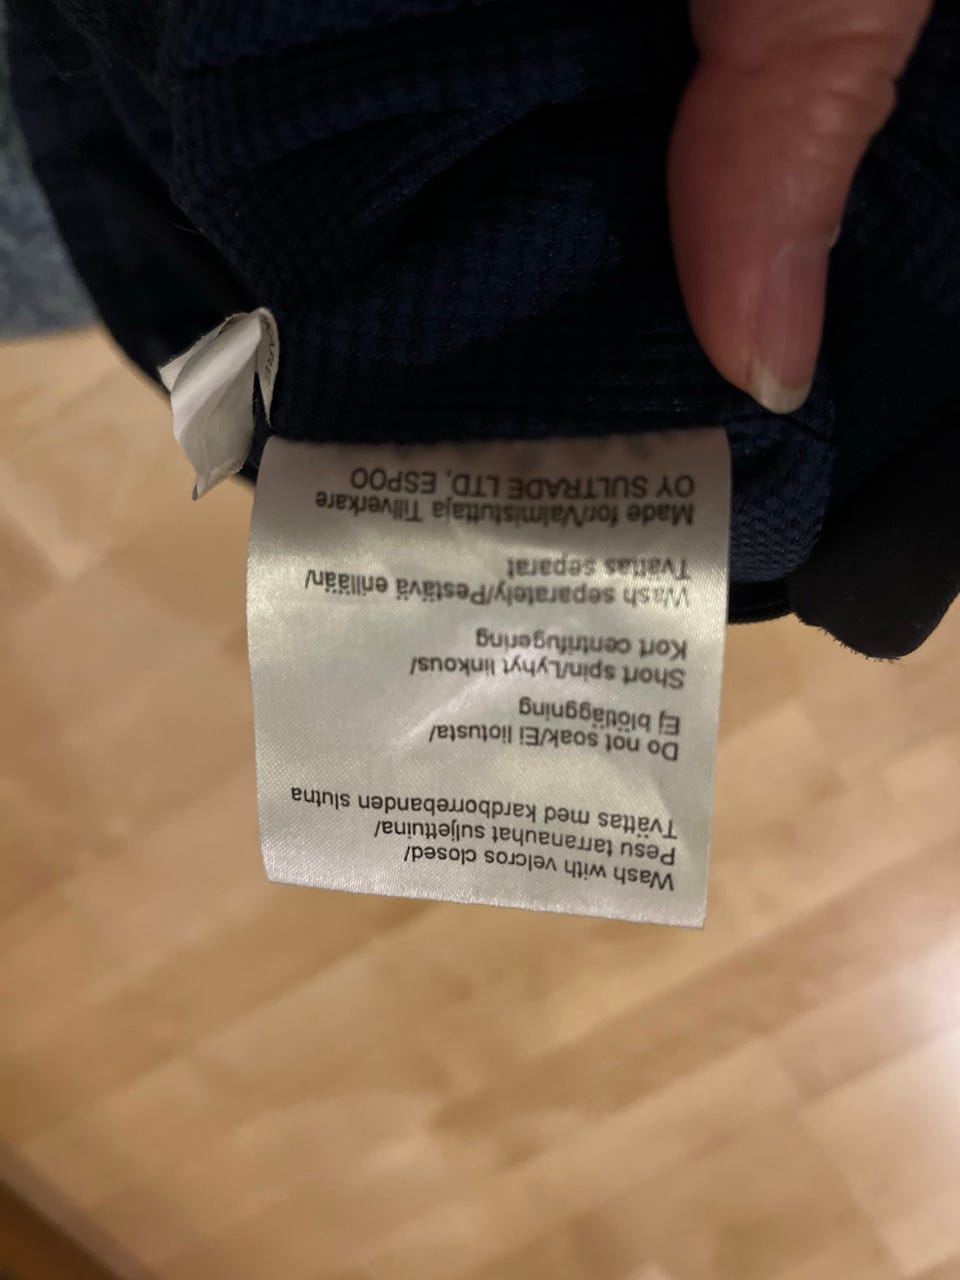 Wash with velcros closed/
Pesu tarranauhat suljettuina/
Tvättas med kardborrebanden slutna
Do not soak/Ei liotusta/
Ej blötläggning
Short spin/Lyhyt linkous/
Kort centrifugering
Wash separately/Pestävä erillään/
Tvättas separat
Made for/Valmistuttaja Tillverkare
OY SULTRADE LTD, ESPOO